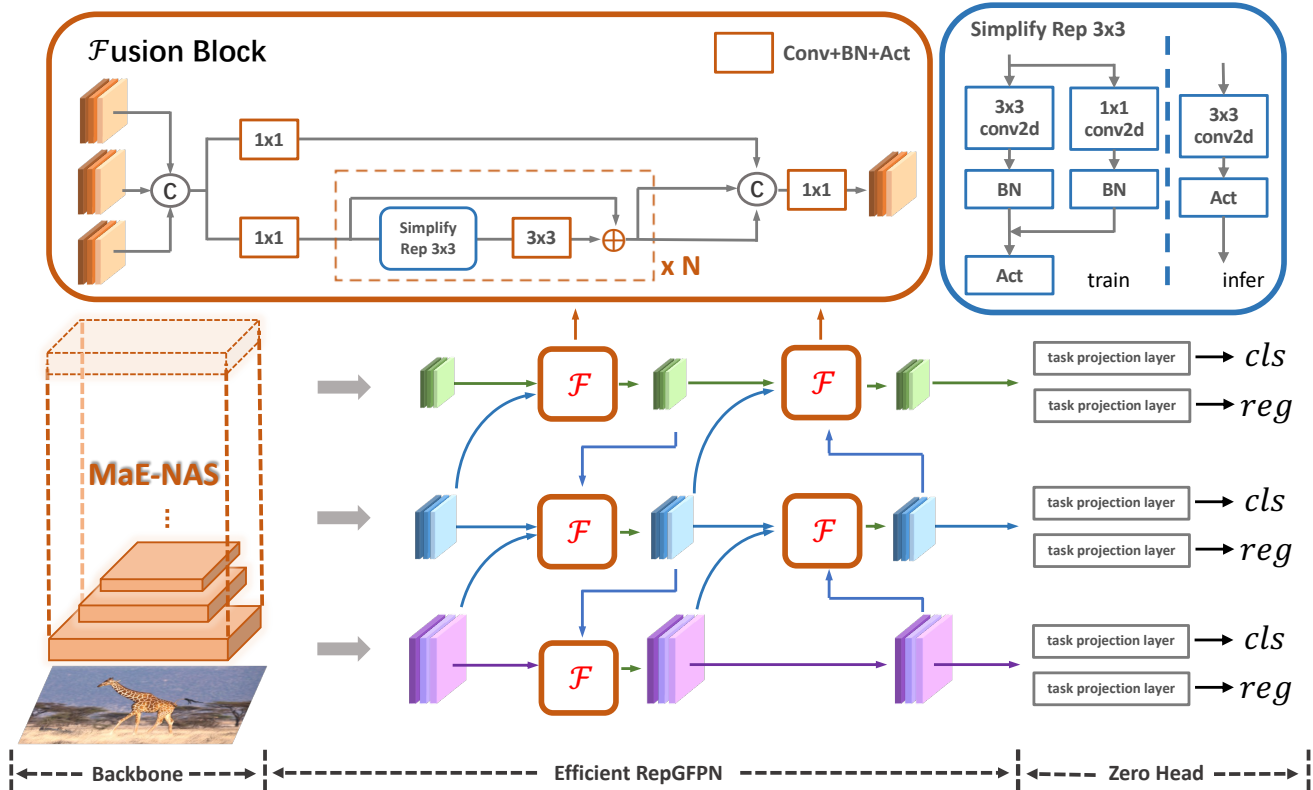 ℱusion Block
Conv+BN+Act
1x1
C
1x1
Simplify
Rep 3x3
3x3
x N
C
1x1
Simplify Rep 3x3
3x3
conv2d
1x1
conv2d
BN
BN
Act
train
3x3
conv2d
Act
infer
MaE-NAS
ℱ
ℱ
ℱ
ℱ
ℱ
task projection layer
cls
task projection layer
reg
task projection layer
cls
task projection layer
reg
task projection layer
cls
task projection layer
reg
Backbone
Efficient RepGFPN
Zero Head